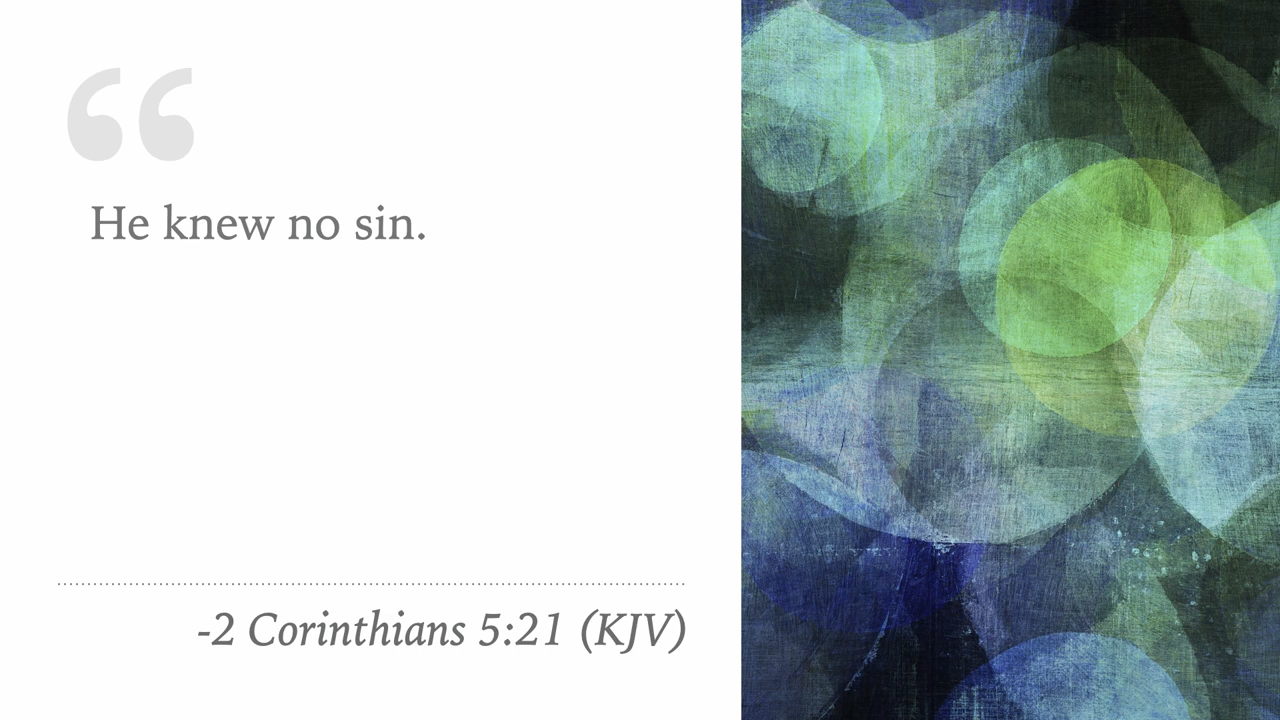 “
He knew no sin.
-2 Corinthians 5:21 (KJV)